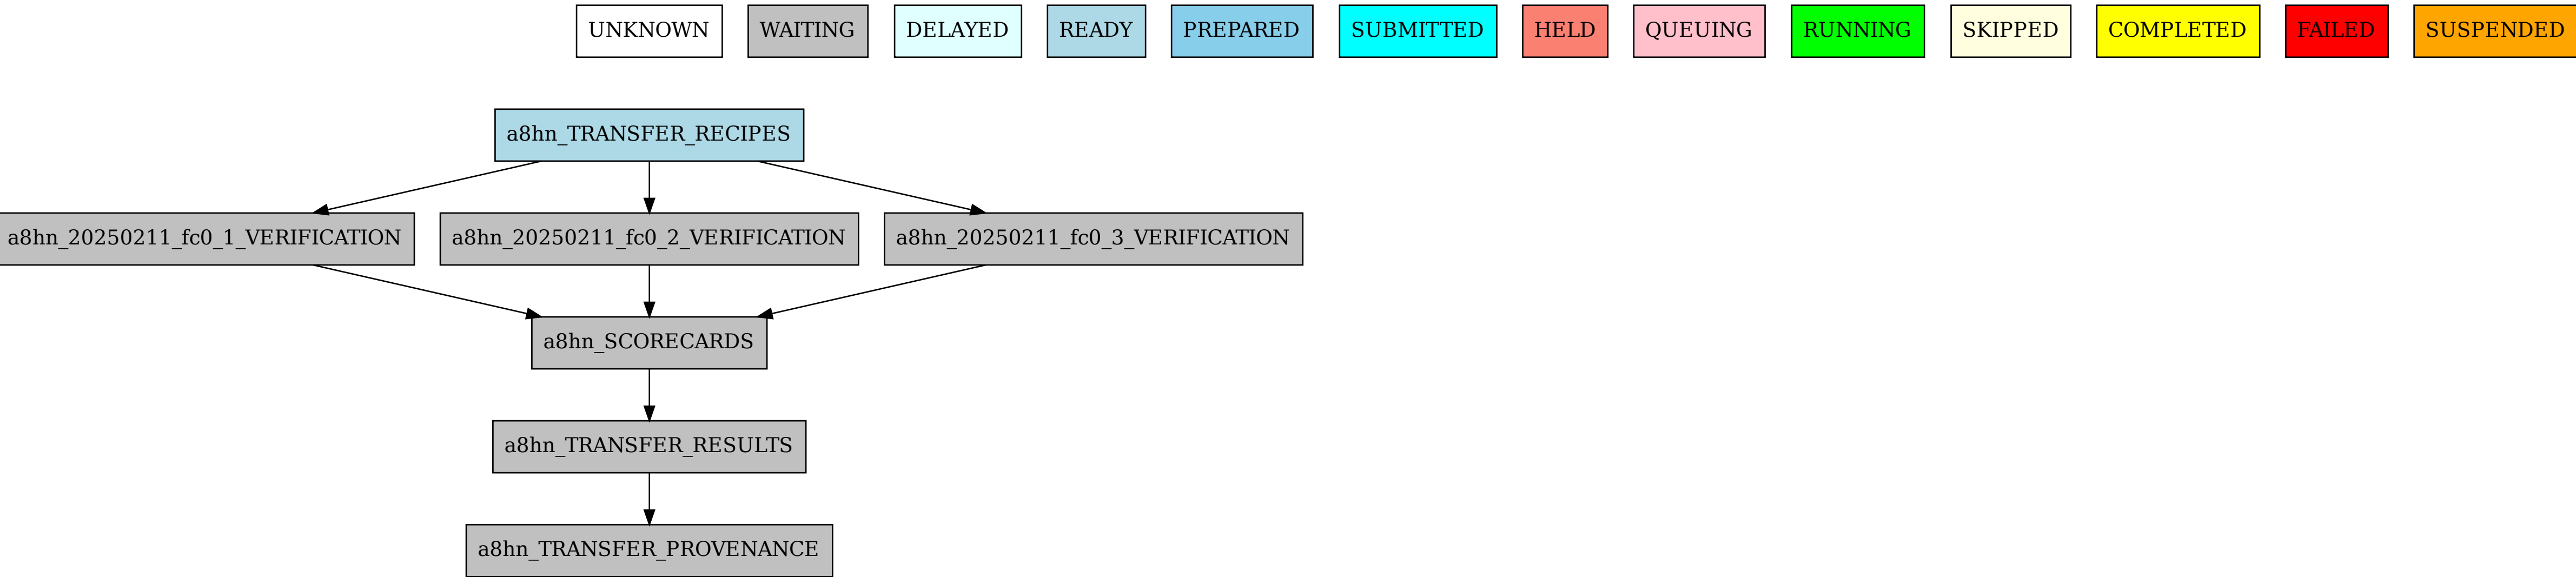 UNKNOWN
WAITING
DELAYED
READY
PREPARED
SUBMITTED
HELD
QUEUING
RUNNING
SKIPPED
COMPLETED
FAILED
SUSPENDED
a8hn_TRANSFER_RECIPES
a8hn_20250211_fc0_1_VERIFICATION
a8hn_20250211_fc0_2_VERIFICATION
a8hn_20250211_fc0_3_VERIFICATION
a8hn_SCORECARDS
a8hn_TRANSFER_RESULTS
a8hn_TRANSFER_PROVENANCE